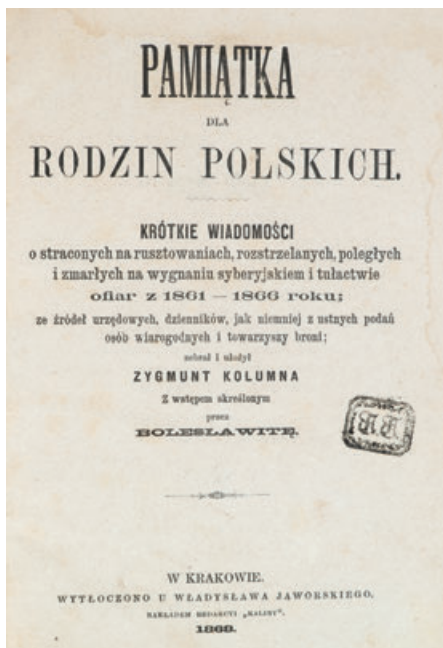 PAMIĄTKA
DLA
RODZIN POLSKICH.
KRÓTKIE WIADOMOŚCI
o straconych na rusztowaniach, rozstrzelanych, poległych
i zmarłych na wygnaniu syberyjskiem i tułactwie
ofiar z 1861 — 1866 roku;
ze źródeł urzędowych, dzienników, jak niemniej z ustnych podań
osób wiarogodnych i towarzyszy broni;
zebrał i ułożył
ZYGMUNT KOLUMNA
Z wstępem skreślonym
przez
BOLESŁAWITĘ.
W KRAKOWIE.
WYTŁOCZONO U WŁADYSŁAWA JAWORSKIEGO.
NAKŁADEM REDAKCYI „KALINY”.
1868.